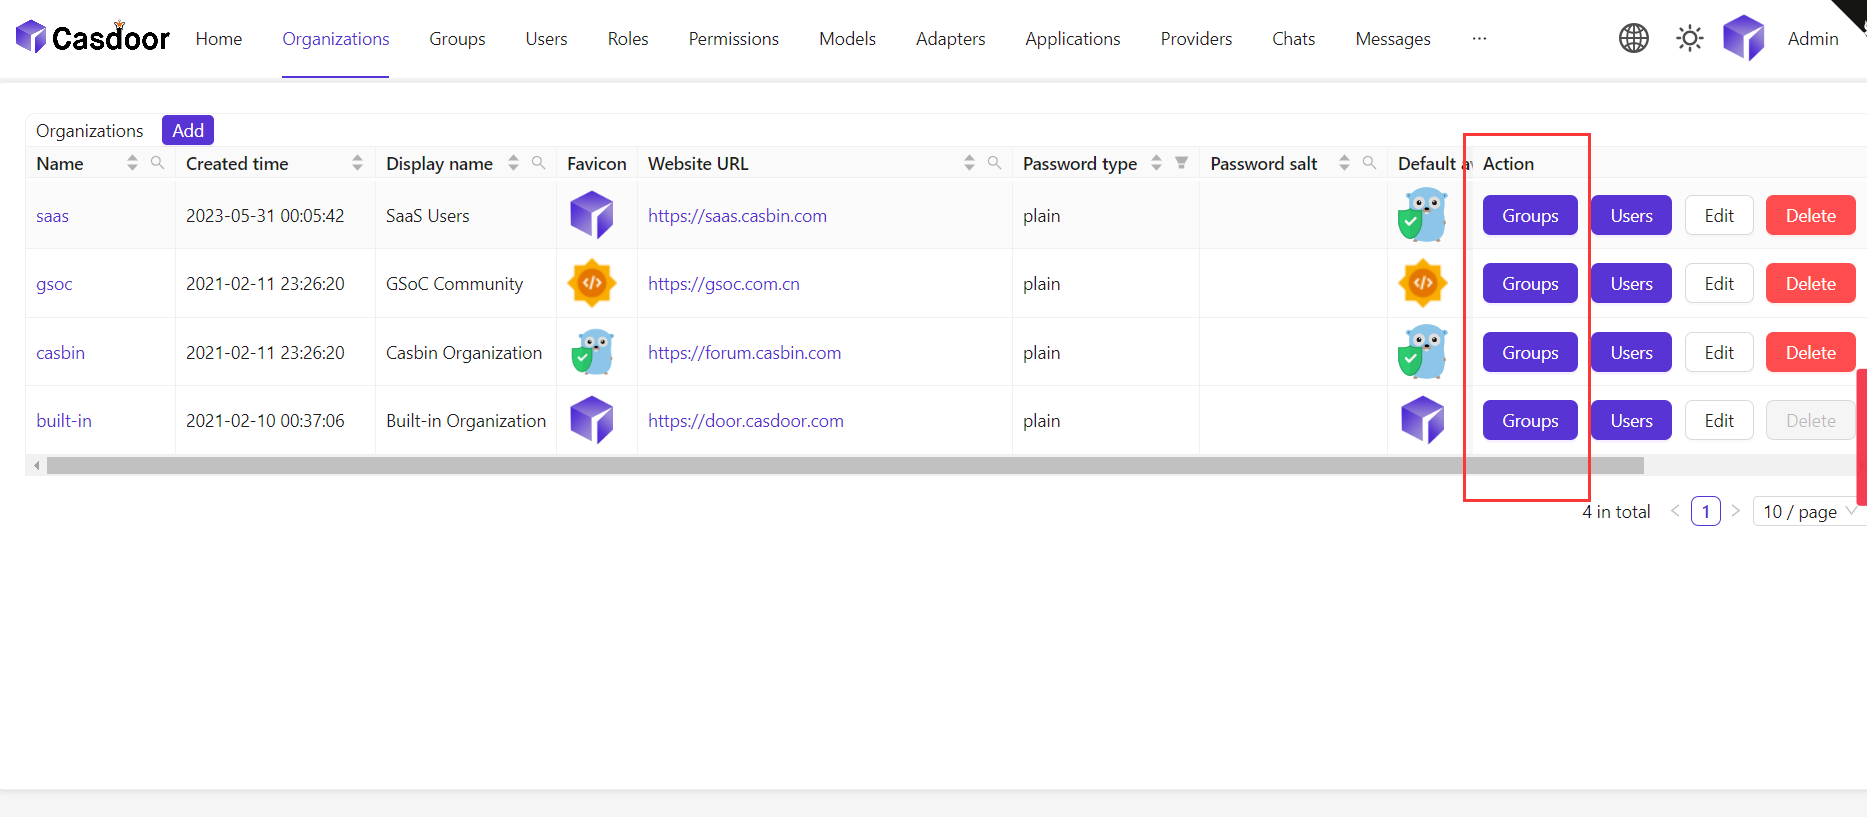 Casdoor Home Organizations Groups Users Roles Permissions Models Adapters Applications Providers Chats Messages ··· Admin
Organizations Add
Name Created time Display name Favicon Website URL Password type Password salt Default Action
saas 2023-05-31 00:05:42 SaaS Users https://saas.casbin.com plain Groups Users Edit Delete
gsoc 2021-02-11 23:26:20 GSoC Community https://gsoc.com.cn plain Groups Users Edit Delete
casbin 2021-02-11 23:26:20 Casbin Organization https://forum.casbin.com plain Groups Users Edit Delete
built-in 2021-02-10 00:37:06 Built-in Organization https://door.casdoor.com plain Groups Users Edit Delete
4 in total < 1 > 10 / page